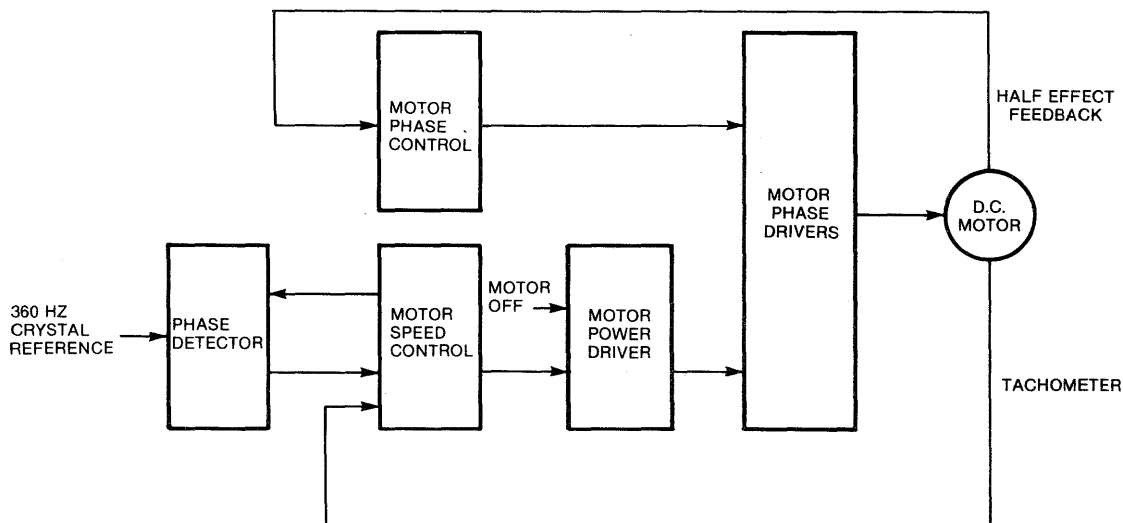 MOTOR
PHASE
CONTROL
HALF EFFECT
FEEDBACK
MOTOR
PHASE
DRIVERS
D.C.
MOTOR
360 HZ
CRYSTAL
REFERENCE
PHASE
DETECTOR
MOTOR
SPEED
CONTROL
MOTOR
OFF
MOTOR
POWER
DRIVER
TACHOMETER